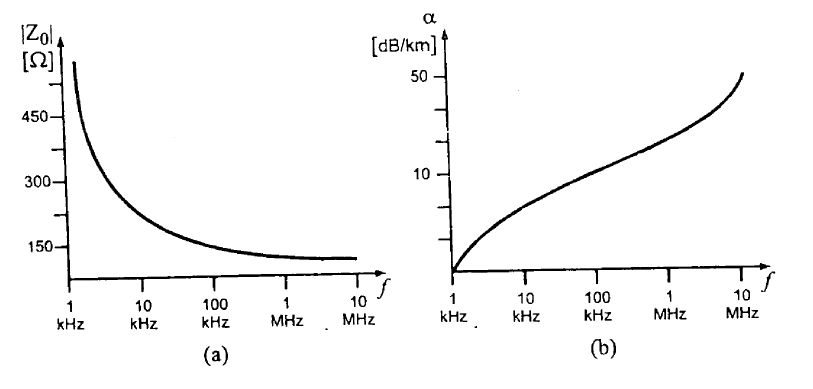 |Z₀|
[Ω]
450
300
150
1 kHz
10 kHz
100 kHz
1 MHz
10 MHz
f
(a)
α
[dB/km]
50
10
1 kHz
10 kHz
100 kHz
1 MHz
10 MHz
f
(b)